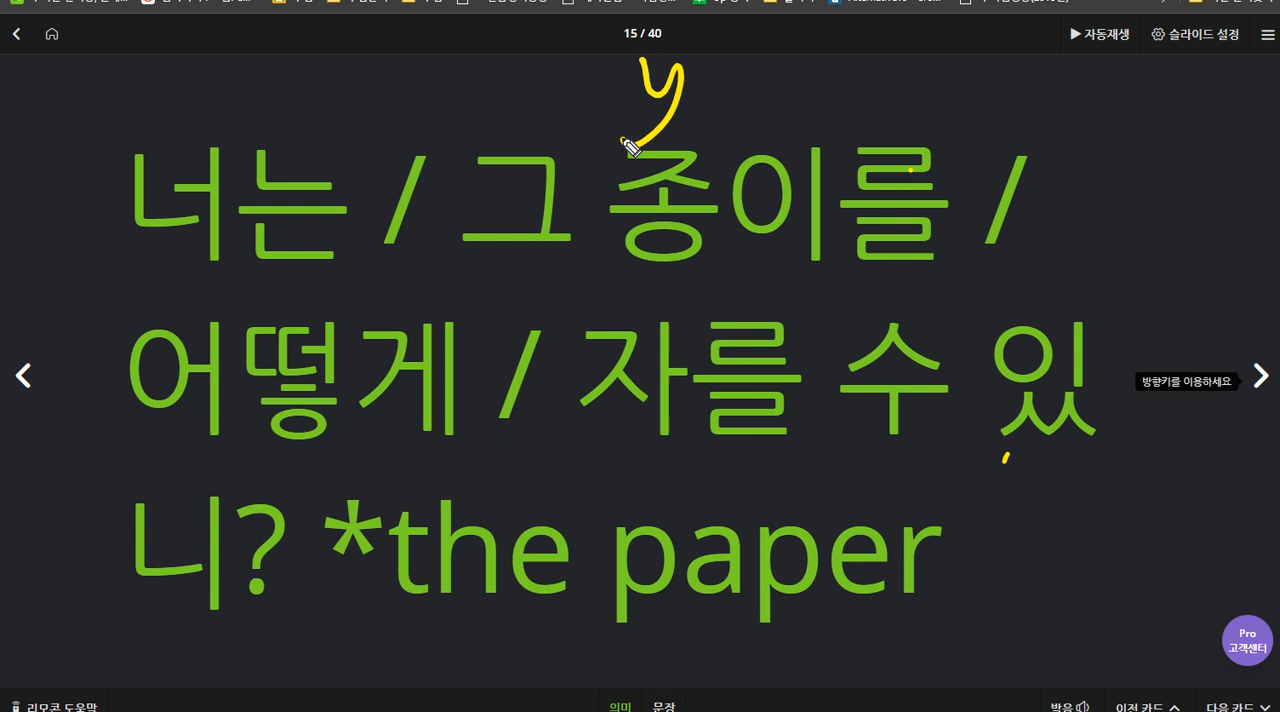 15 / 40
▶ 자동재생
슬라이드 설정
y
너는 / 그 종이를 /
어떻게 / 자를 수 있
니? *the paper
방향키를 이용하세요
Pro
고객센터
리모콘 도움말
의미
문장
발음
이전 카드
다음 카드